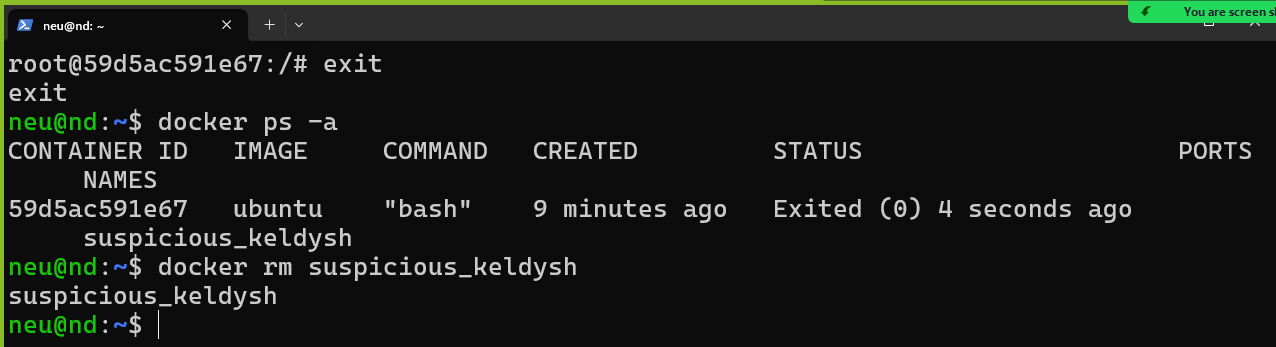 neu@nd: ~
You are screen s
root@59d5ac591e67:/# exit
exit
neu@nd:~$ docker ps -a
CONTAINER ID   IMAGE     COMMAND   CREATED         STATUS                     PORTS
     NAMES
59d5ac591e67   ubuntu    "bash"    9 minutes ago   Exited (0) 4 seconds ago
     suspicious_keldysh
neu@nd:~$ docker rm suspicious_keldysh
suspicious_keldysh
neu@nd:~$